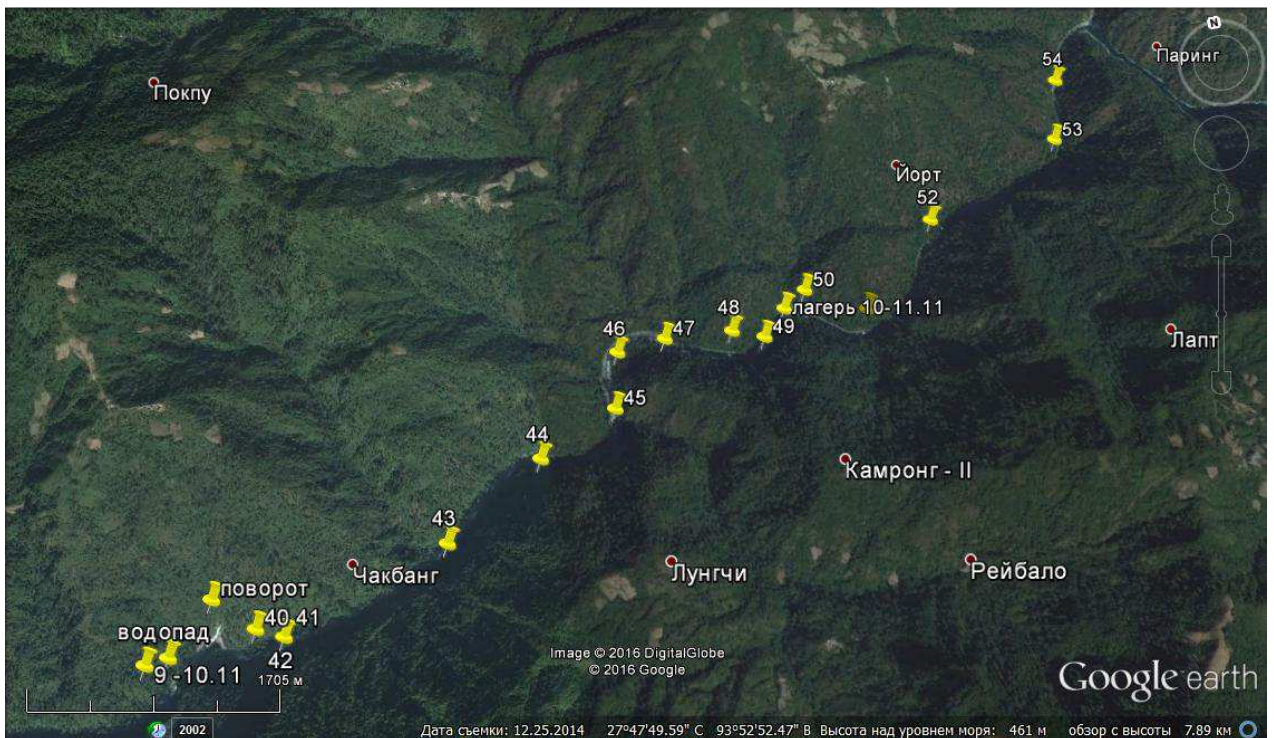 N
54
Паринг
Покпу
53
Йорт
52
50
лагерь 10-11.11
48
49
46
47
Лапт
45
44
Камронг - II
43
Чакбанг
Лунгчи
Рейбало
поворот
40 41
водопад
42
9 -10.11
1705 м
Image © 2016 DigitalGlobe
© 2016 Google
Google earth
2002
Дата съемки: 12.25.2014 27°47'49.59" С 93°52'52.47" В Высота над уровнем моря: 461 м обзор с высоты 7.89 км